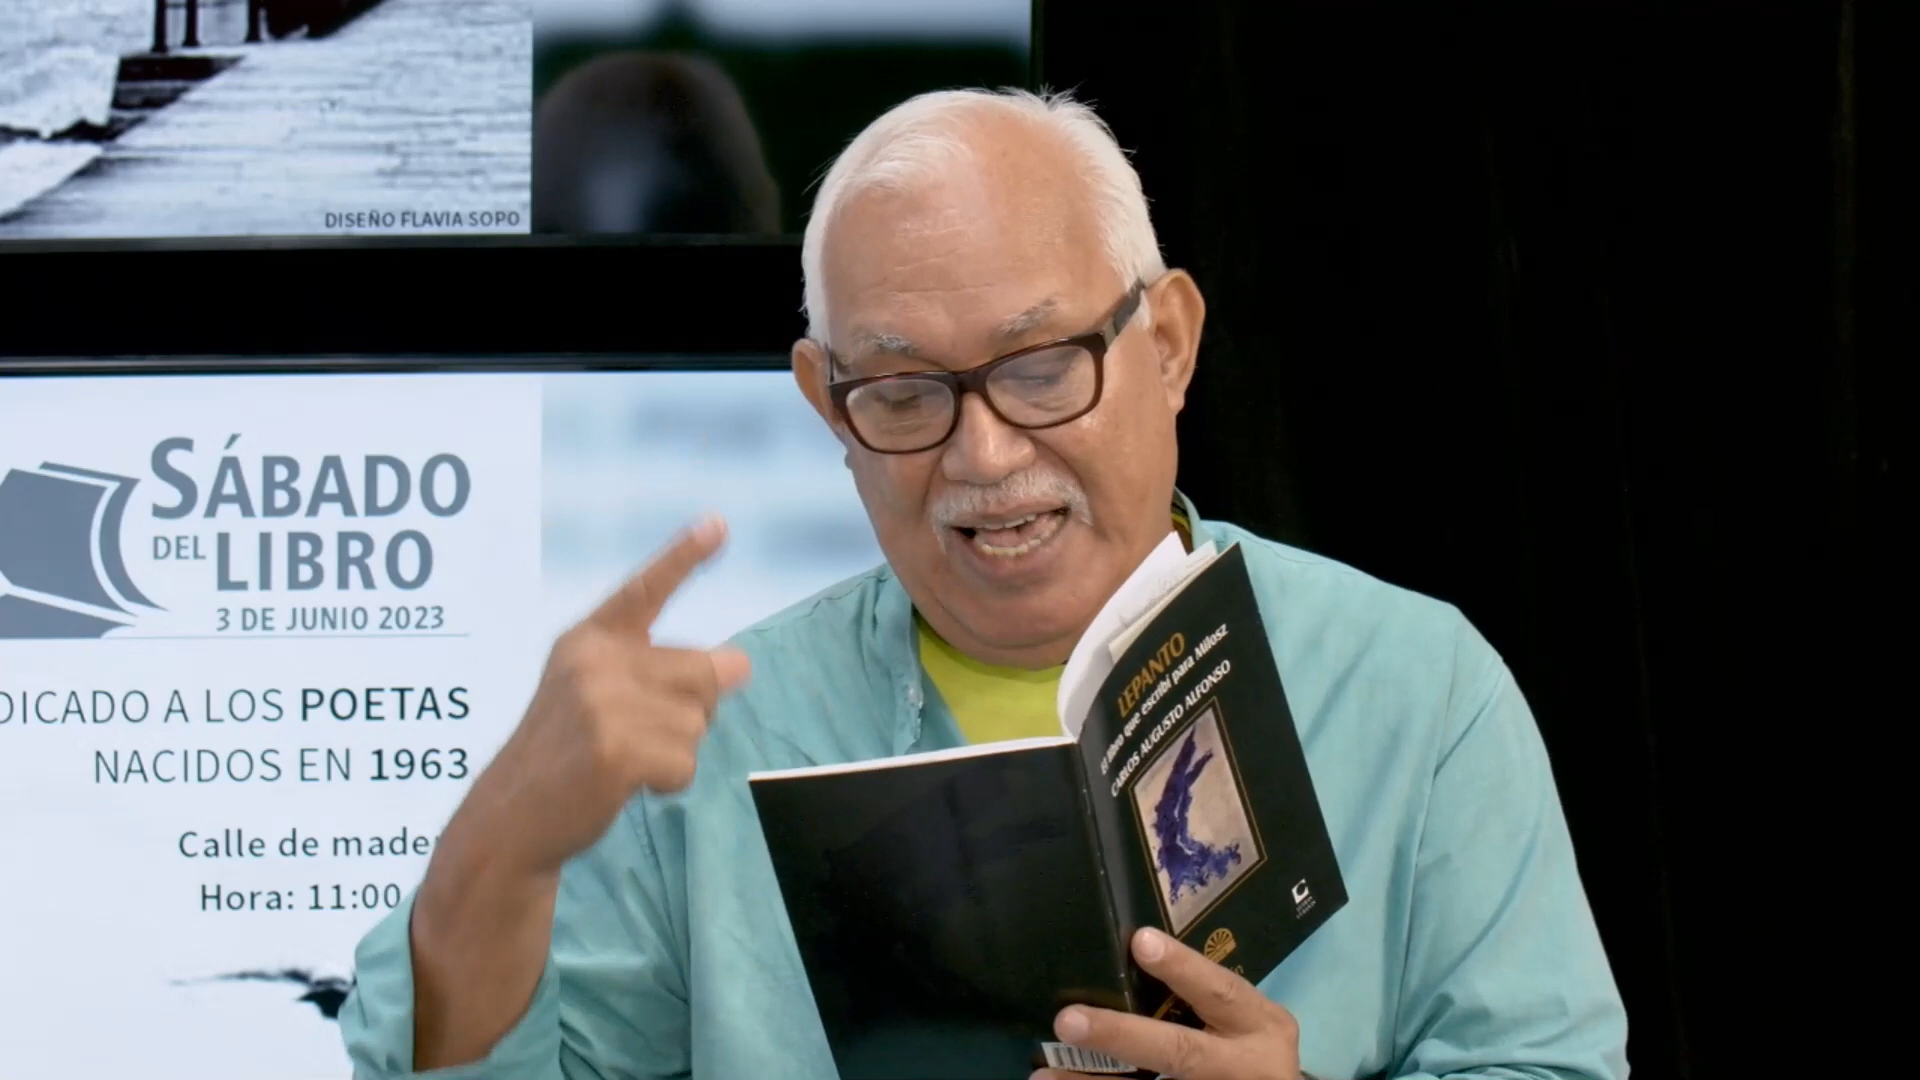 DISEÑO FLAVIA SOPO
SÁBADO
DEL LIBRO
3 DE JUNIO 2023
DICADO A LOS POETAS
NACIDOS EN 1963
Calle de made
Hora: 11:00
LEPANTO
El libro que escribí para Milosz
CARLOS AUGUSTO ALFONSO